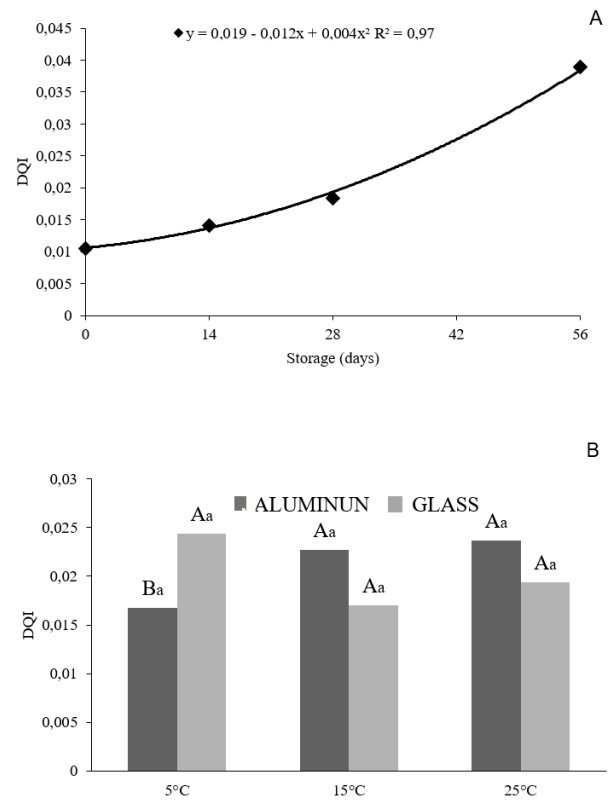 A
y = 0,019 - 0,012x + 0,004x² R² = 0,97
0,045
0,04
0,035
0,03
0,025
0,02
0,015
0,01
0,005
0
DQI
0 14 28 42 56
Storage (days)
B
0,03
0,025
0,02
0,015
0,01
0,005
0
DQI
ALUMINUN GLASS
Ba Aa Aa Aa Aa Aa
5°C 15°C 25°C